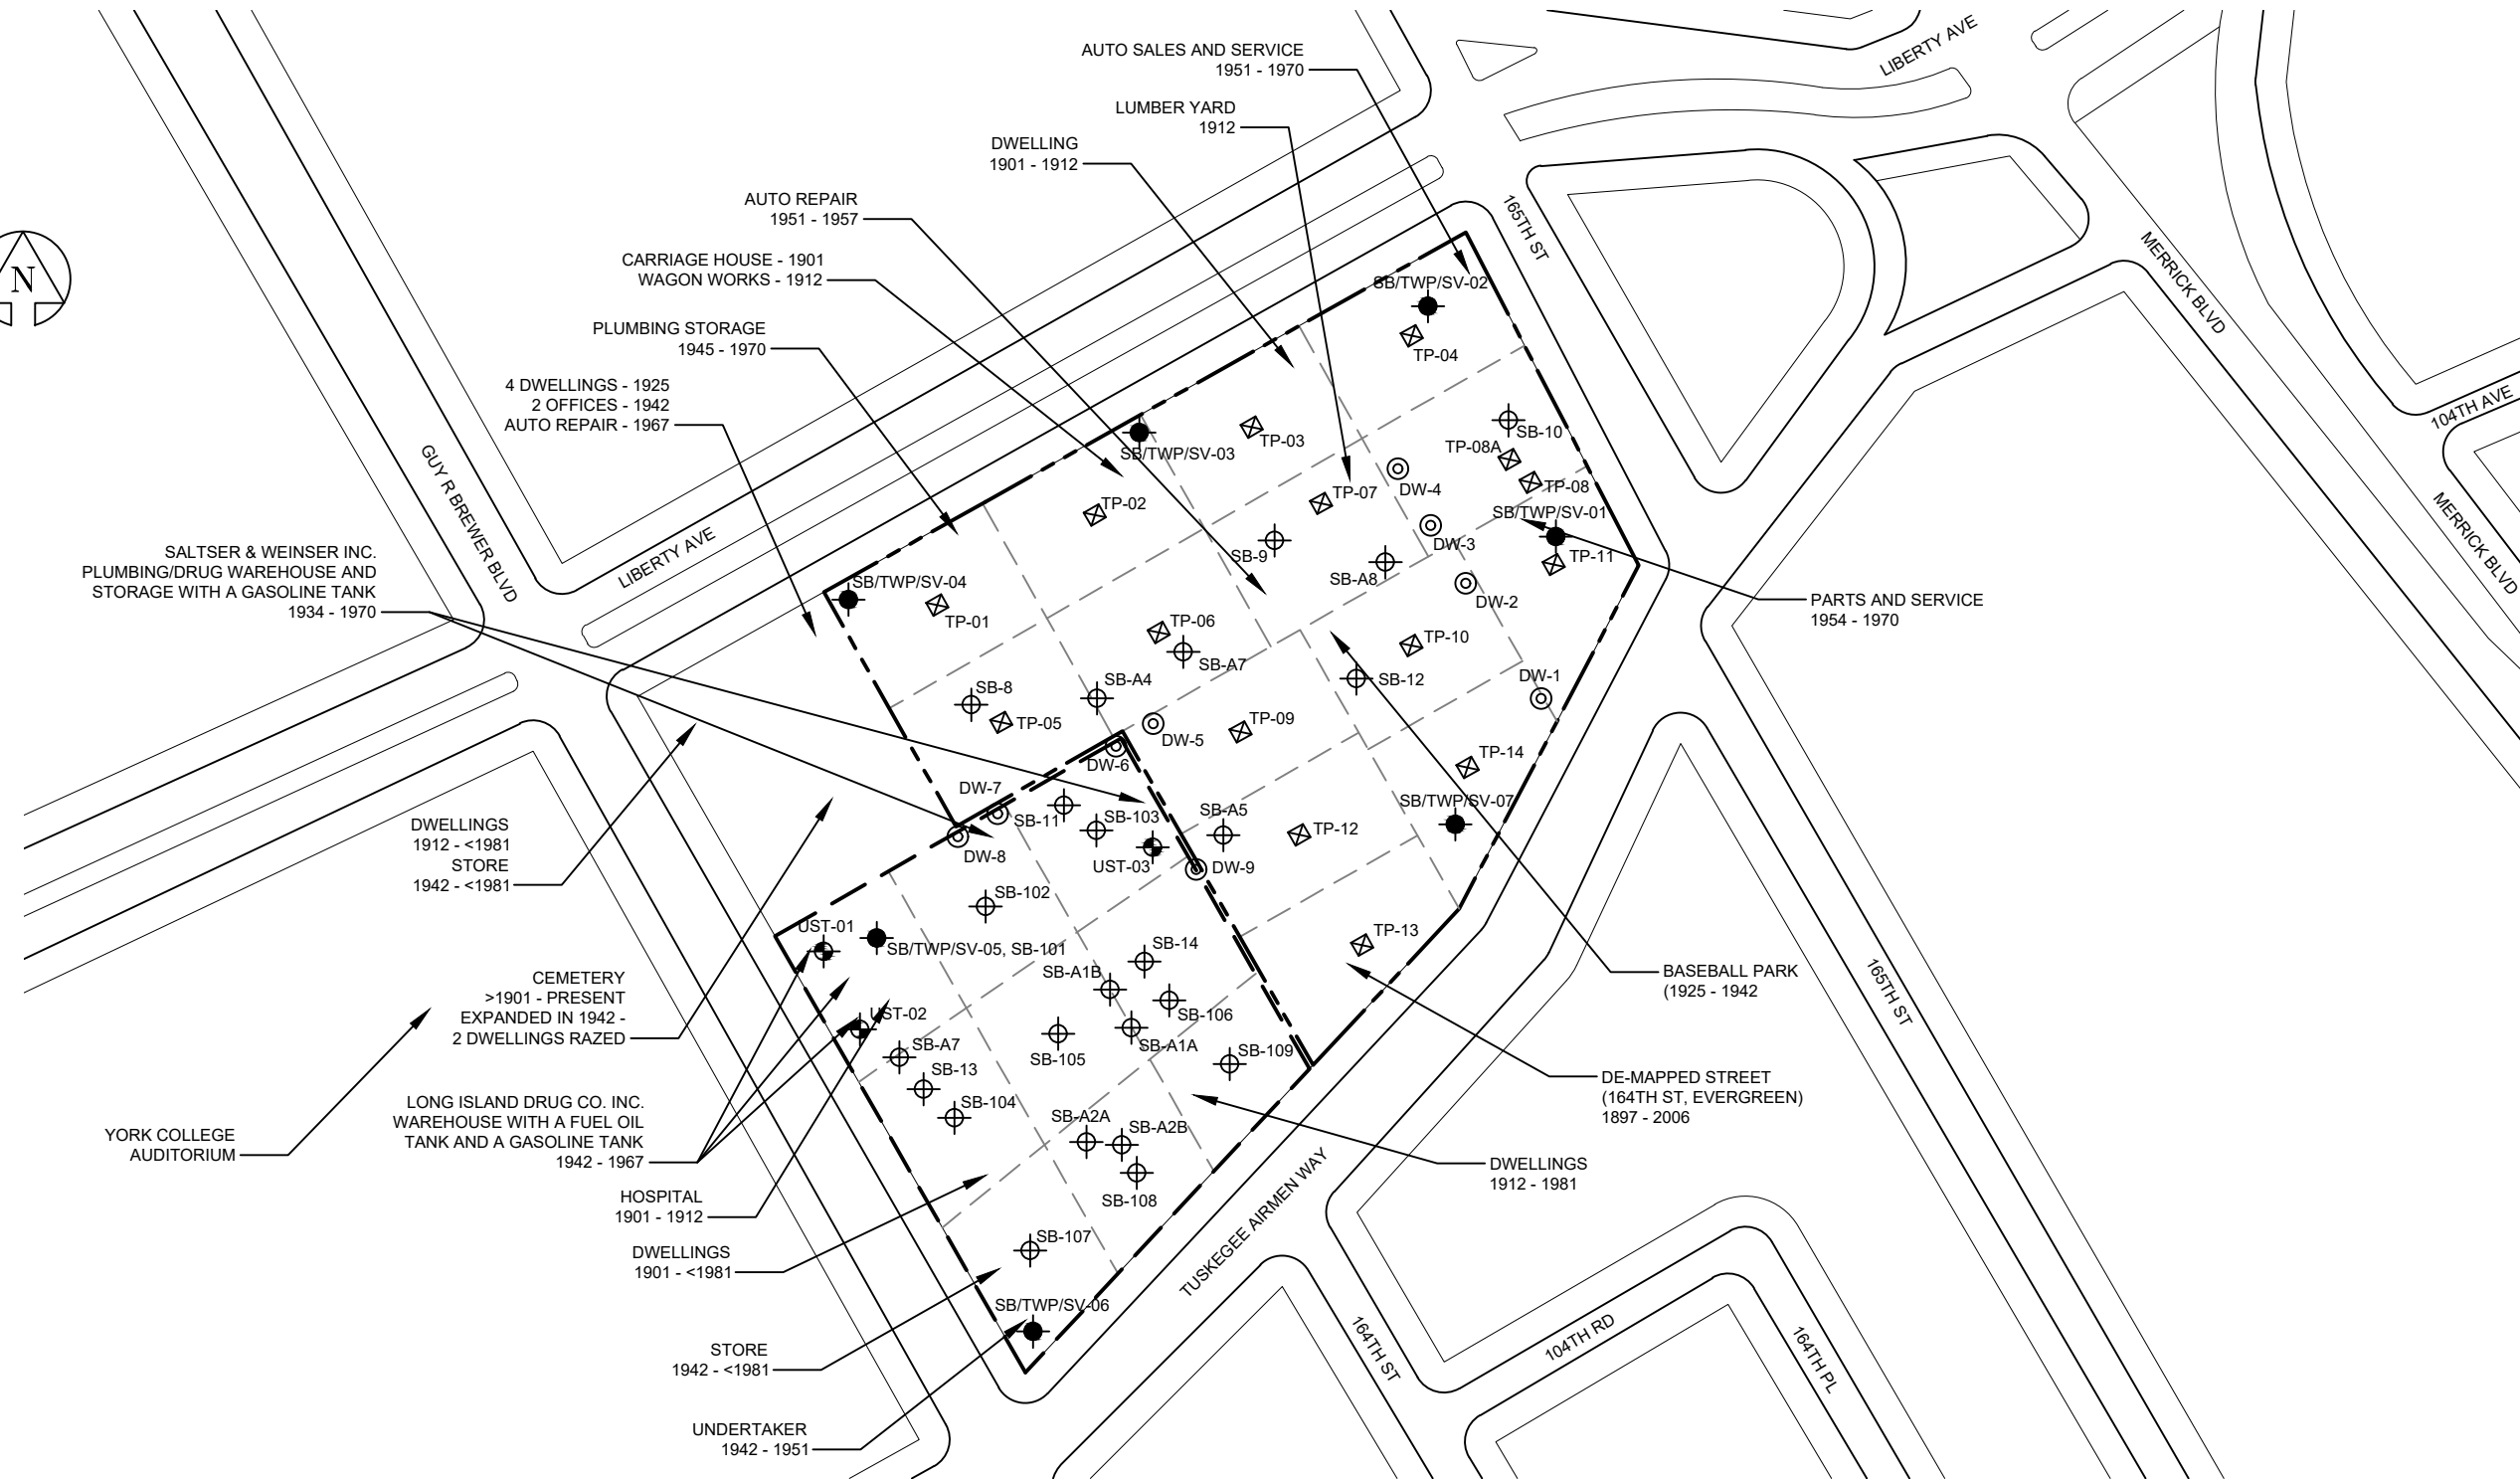 AUTO SALES AND SERVICE
1951 - 1970
LIBERTY AVE
LUMBER YARD
1912
DWELLING
1901 - 1912
AUTO REPAIR
1951 - 1957
CARRIAGE HOUSE - 1901
WAGON WORKS - 1912
PLUMBING STORAGE
1945 - 1970
4 DWELLINGS - 1925
2 OFFICES - 1942
AUTO REPAIR - 1967
N
165TH ST
MERRICK BLVD
104TH AVE
MERRICK BLVD
GUY R BREWER BLVD
LIBERTY AVE
SB/TWP/SV-02
TP-04
SB/TWP/SV-03
TP-03
SB-10
TP-08A
TP-08
DW-4
TP-07
TP-02
SB/TWP/SV-01
DW-3
TP-11
SB-9
SB-A8
SB/TWP/SV-04
TP-01
DW-2
PARTS AND SERVICE
1954 - 1970
TP-06
SB-A7
TP-10
SB-12
DW-1
SB-8
TP-05
SB-A4
DW-5
TP-09
DW-6
TP-14
SALTSER & WEINSER INC.
PLUMBING/DRUG WAREHOUSE AND
STORAGE WITH A GASOLINE TANK
1934 - 1970
DW-7
SB-11
SB-103
SB-A5
TP-12
SB/TWP/SV-07
DW-8
UST-03
DW-9
SB-102
DWELLINGS
1912 - <1981
STORE
1942 - <1981
UST-01
SB/TWP/SV-05, SB-101
SB-14
TP-13
SB-A1B
SB-106
UST-02
SB-A7
SB-105
SB-A1A
SB-109
SB-13
SB-104
SB-A2A
SB-A2B
SB-108
SB-107
SB/TWP/SV-06
CEMETERY
>1901 - PRESENT
EXPANDED IN 1942 -
2 DWELLINGS RAZED
LONG ISLAND DRUG CO. INC.
WAREHOUSE WITH A FUEL OIL
TANK AND A GASOLINE TANK
1942 - 1967
YORK COLLEGE
AUDITORIUM
HOSPITAL
1901 - 1912
DWELLINGS
1901 - <1981
STORE
1942 - <1981
UNDERTAKER
1942 - 1951
BASEBALL PARK
(1925 - 1942
DE-MAPPED STREET
(164TH ST, EVERGREEN)
1897 - 2006
DWELLINGS
1912 - 1981
165TH ST
TUSKEGEE AIRMEN WAY
164TH ST
104TH RD
164TH PL